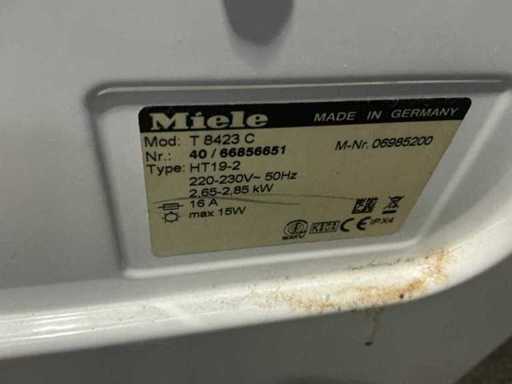 Miele MADE IN GERMANY
Mod: T 8423 C M-Nr. 06985200
Nr.: 40 / 66856651
Type: HT19-2
220-230V~ 50Hz
2,65-2,85 kW
16 A
max 15W CE IPX4